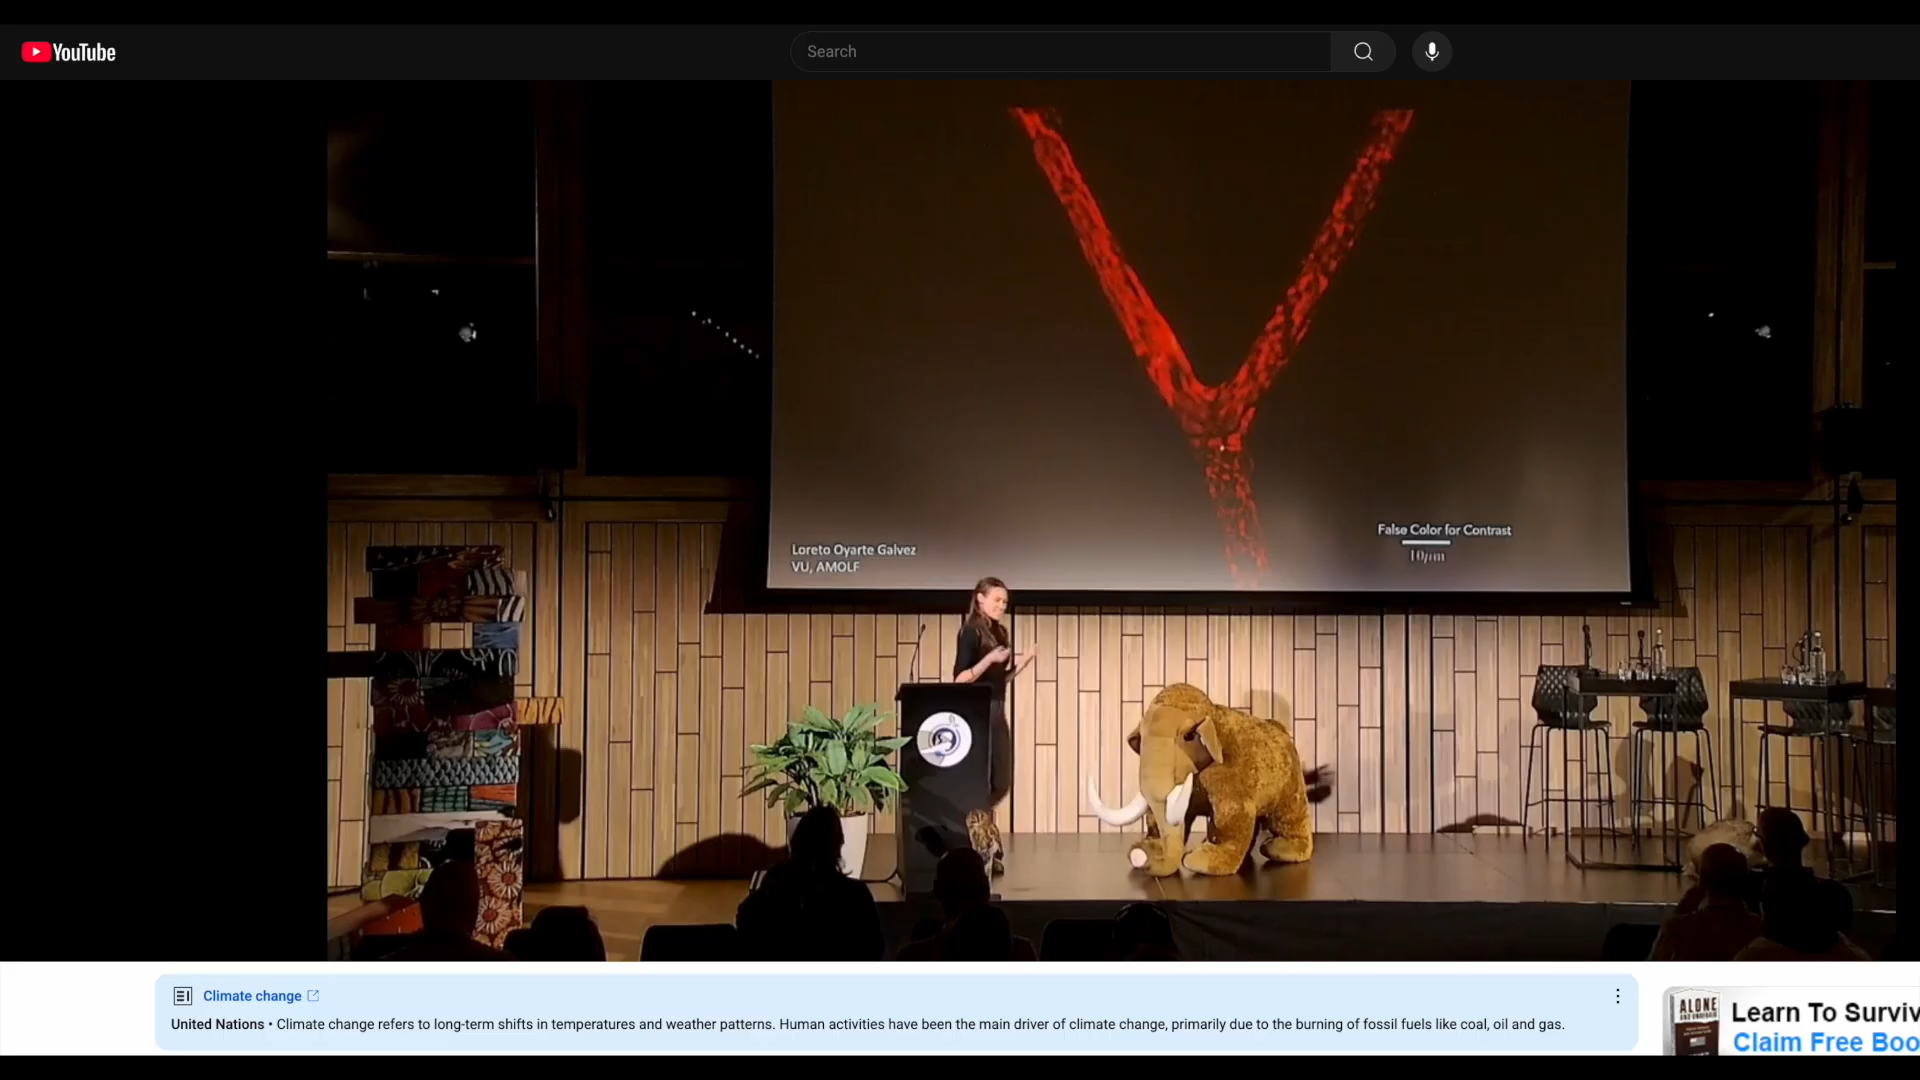 YouTube
Search
False Color for Contrast
10μm
Loreto Oyarte Galvez
VU, AMOLF
Climate change
United Nations • Climate change refers to long-term shifts in temperatures and weather patterns. Human activities have been the main driver of climate change, primarily due to the burning of fossil fuels like coal, oil and gas.
ALONE
Learn To Surviv
Claim Free Boo